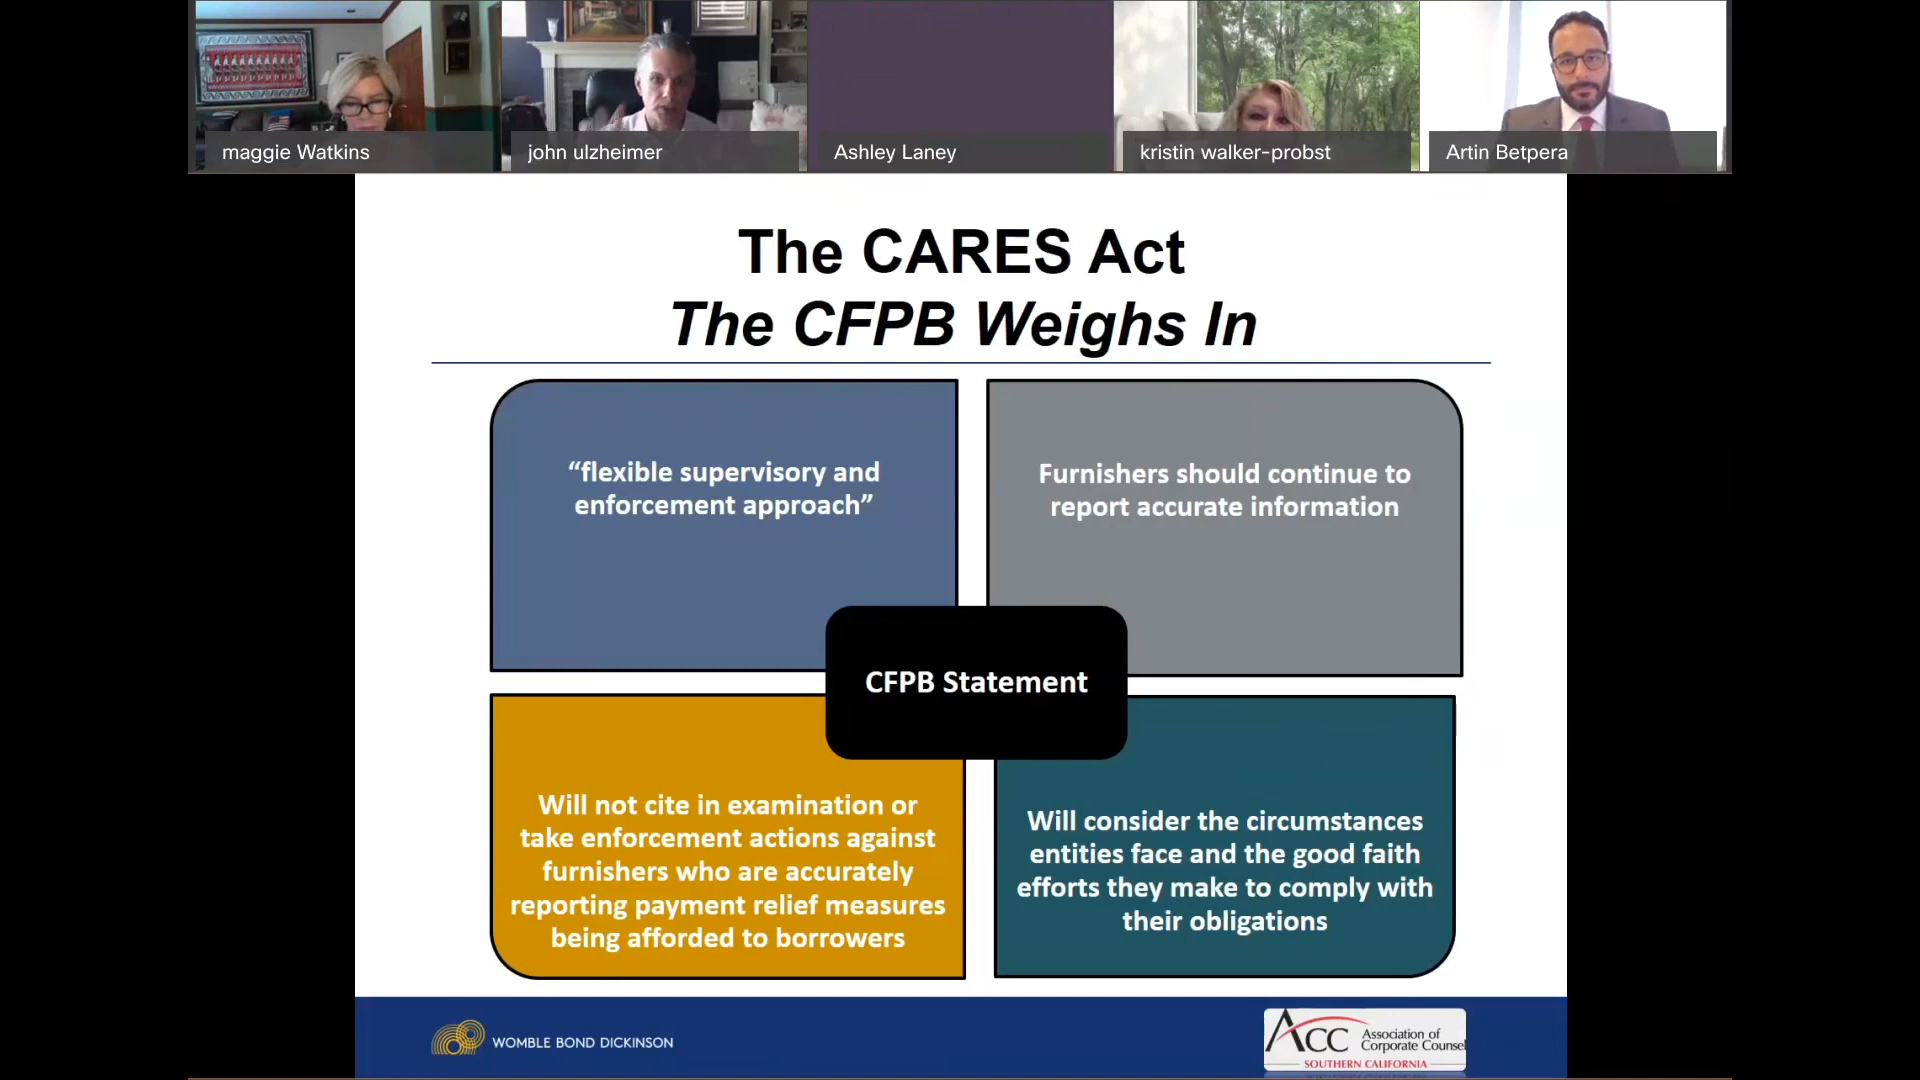 maggie Watkins
john ulzheimer
Ashley Laney
kristin walker-probst
Artin Betpera
The CARES Act
The CFPB Weighs In
“flexible supervisory and
enforcement approach”
Furnishers should continue to
report accurate information
CFPB Statement
Will not cite in examination or
take enforcement actions against
furnishers who are accurately
reporting payment relief measures
being afforded to borrowers
Will consider the circumstances
entities face and the good faith
efforts they make to comply with
their obligations
WOMBLE BOND DICKINSON
ACC
Association of
Corporate Counsel
SOUTHERN CALIFORNIA